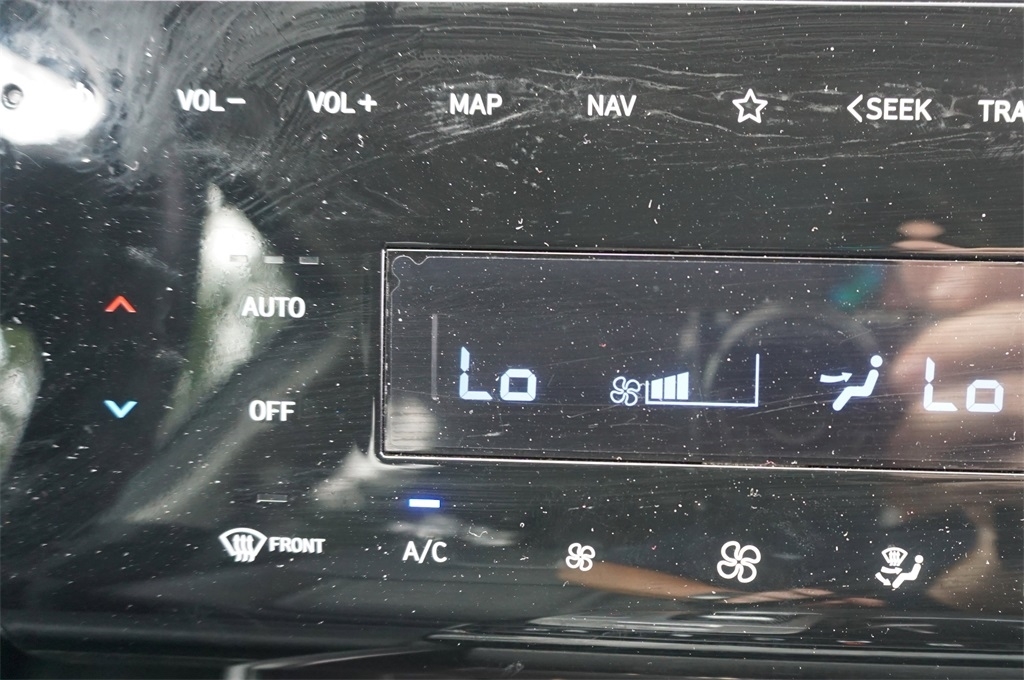 VOL− VOL+ MAP NAV SEEK
AUTO
Lo Lo
OFF
FRONT A/C